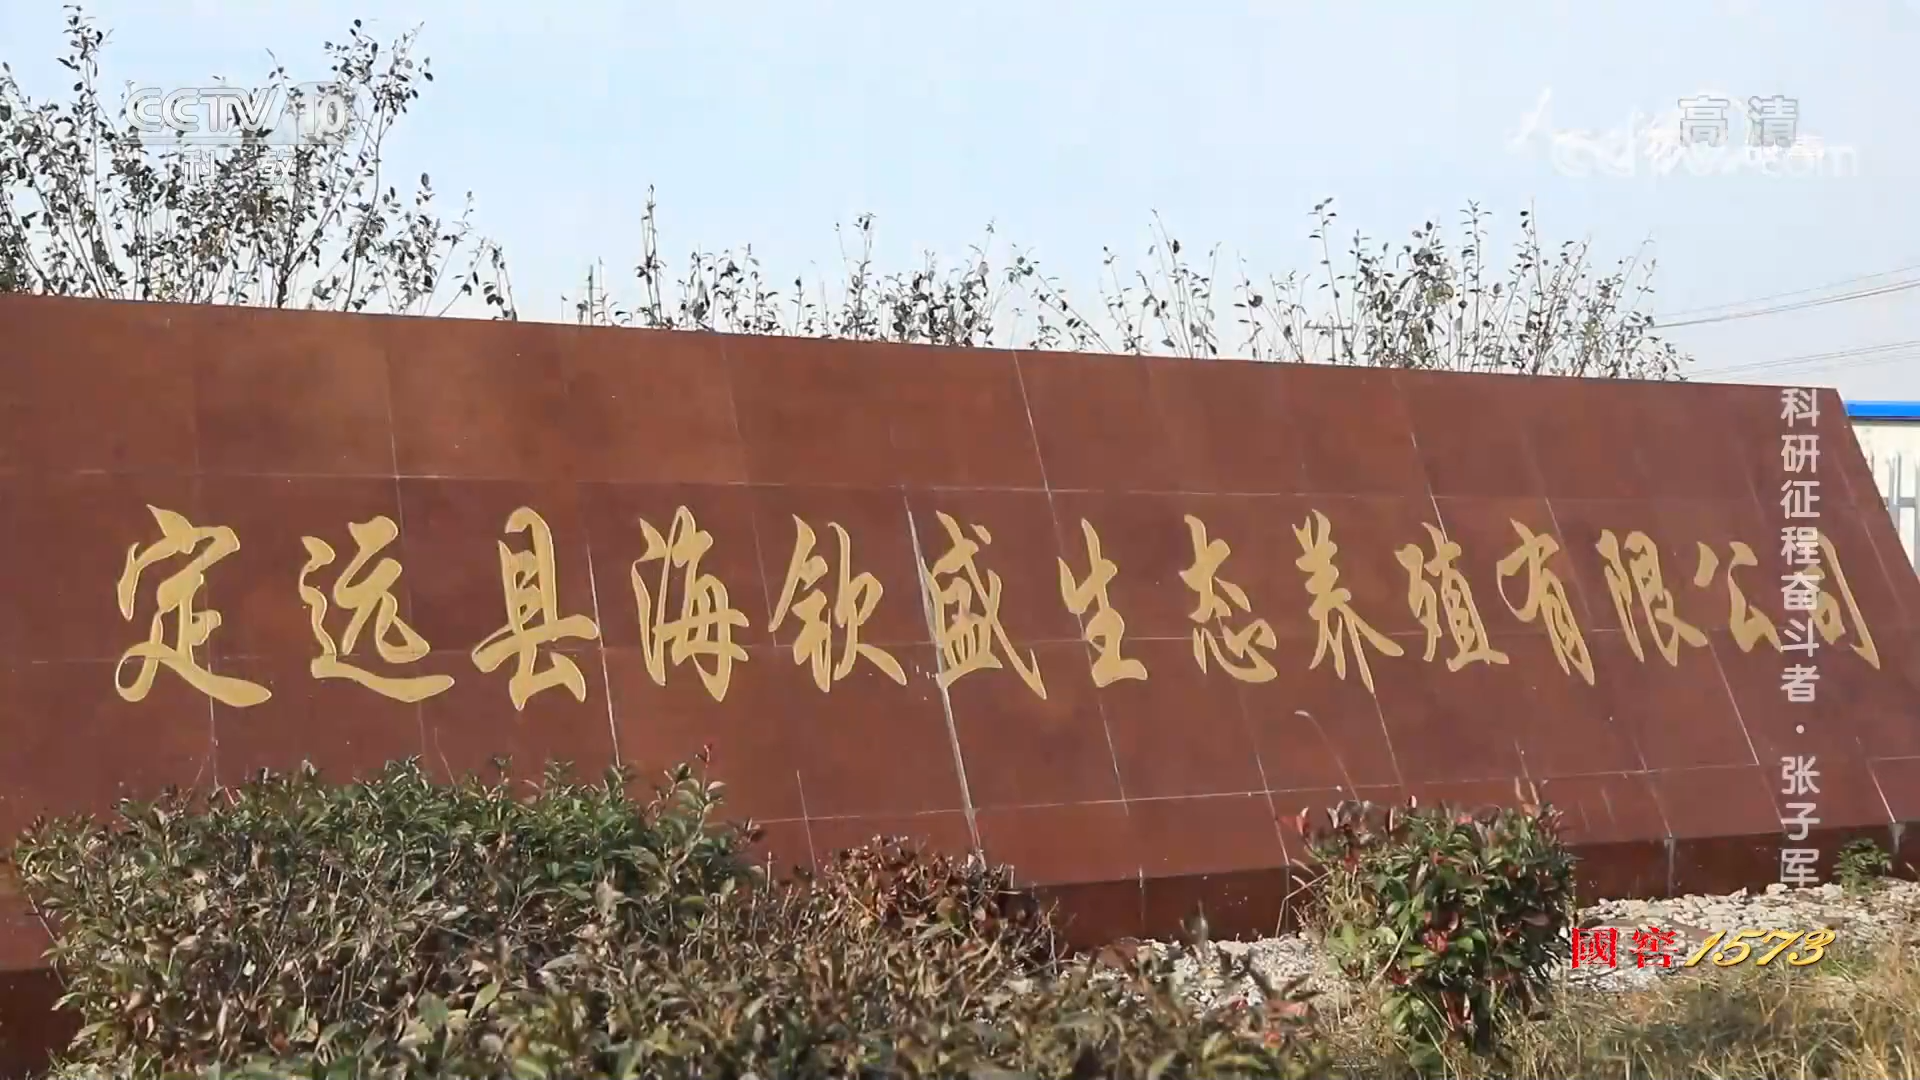 CCTV 10
科 教
高清
定远县海钦盛生态养殖有限公司
科研征程奋斗者·张子军
國窖1573